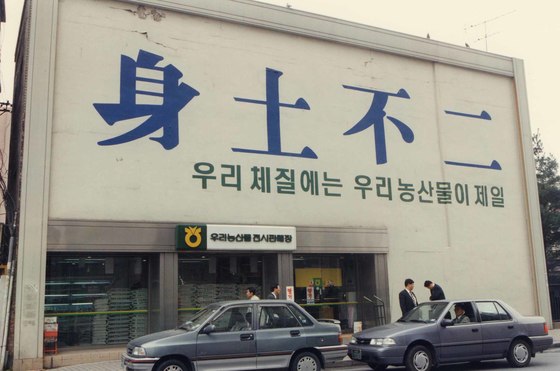 身土不二
우리 체질에는 우리농산물이 제일
우리농산물 전시판매장